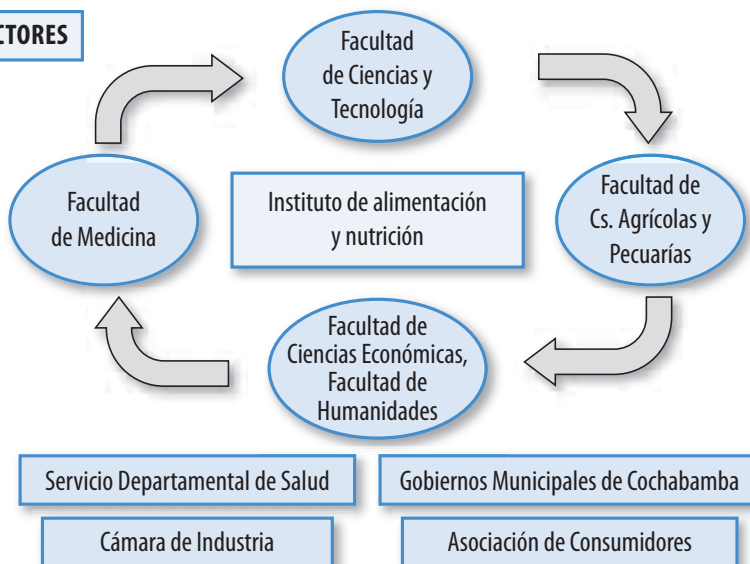 CTORES
Facultad
de Ciencias y
Tecnología
Facultad
de Medicina
Instituto de alimentación
y nutrición
Facultad de
Cs. Agrícolas y
Pecuarías
Facultad de
Ciencias Económicas,
Facultad de
Humanidades
Servicio Departamental de Salud
Gobiernos Municipales de Cochabamba
Cámara de Industria
Asociación de Consumidores